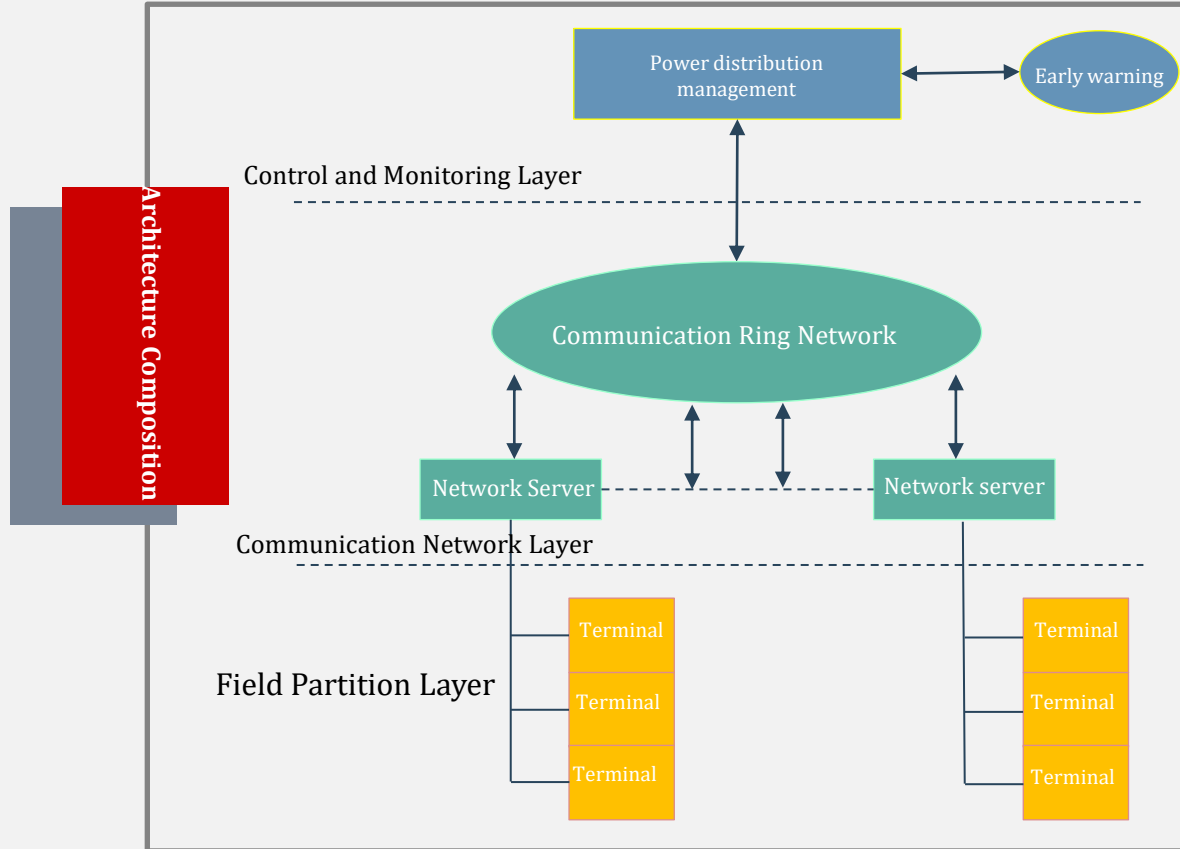 Power distribution
management
Early warning
Control and Monitoring Layer
Architecture Composition
Communication Ring Network
Network Server
Network server
Communication Network Layer
Terminal
Terminal
Field Partition Layer
Terminal
Terminal
Terminal
Terminal